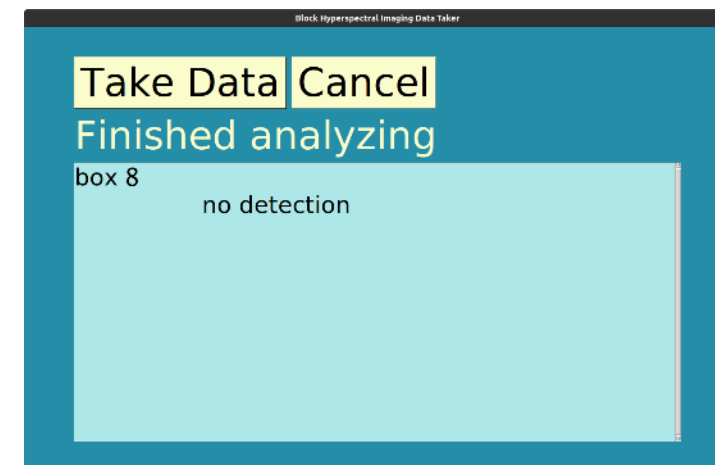 Block Hyperspectral Imaging Data Taker
Take Data Cancel
Finished analyzing
box 8
no detection